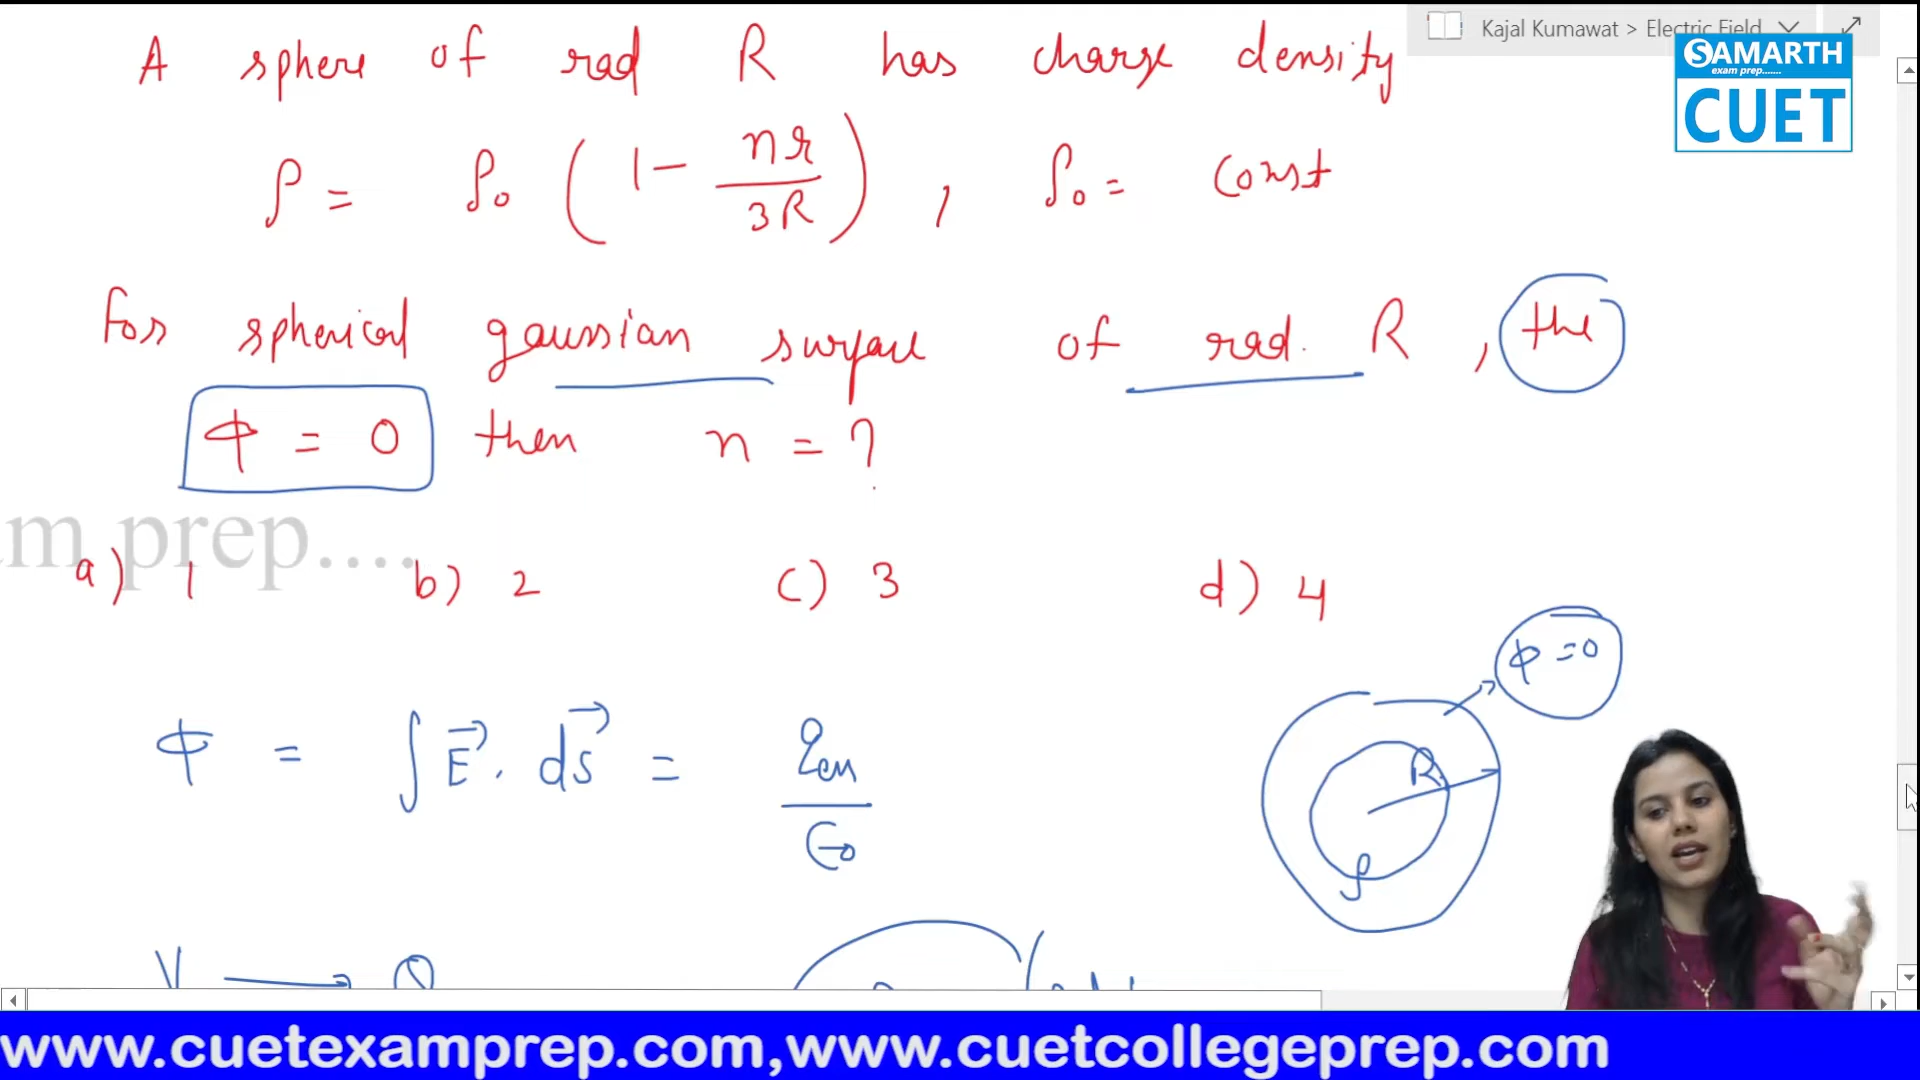 Kajal Kumawat > Electric Field
SAMARTH
exam prep.......
CUET
A sphere of rad R has charge density
ρ = ρ₀ (1 - nr/3R), ρ₀ = const
For spherical gaussian surface of rad. R, the
ϕ = 0 then n = ?
am prep....
a) 1 b) 2 c) 3 d) 4
ϕ = 0
ϕ = ∫ E⃗ . ds⃗ = qen/ϵ₀
R
ρ
www.cuetexamprep.com,www.cuetcollegeprep.com